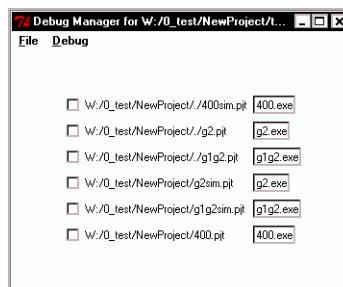 Debug Manager for W:/0_test/NewProject/t...
File Debug
W:/0_test/NewProject/./400sim.pjt 400.exe
W:/0_test/NewProject/./g2.pjt g2.exe
W:/0_test/NewProject/./g1g2.pjt g1g2.exe
W:/0_test/NewProject/g2sim.pjt g2.exe
W:/0_test/NewProject/g1g2sim.pjt g1g2.exe
W:/0_test/NewProject/400.pjt 400.exe